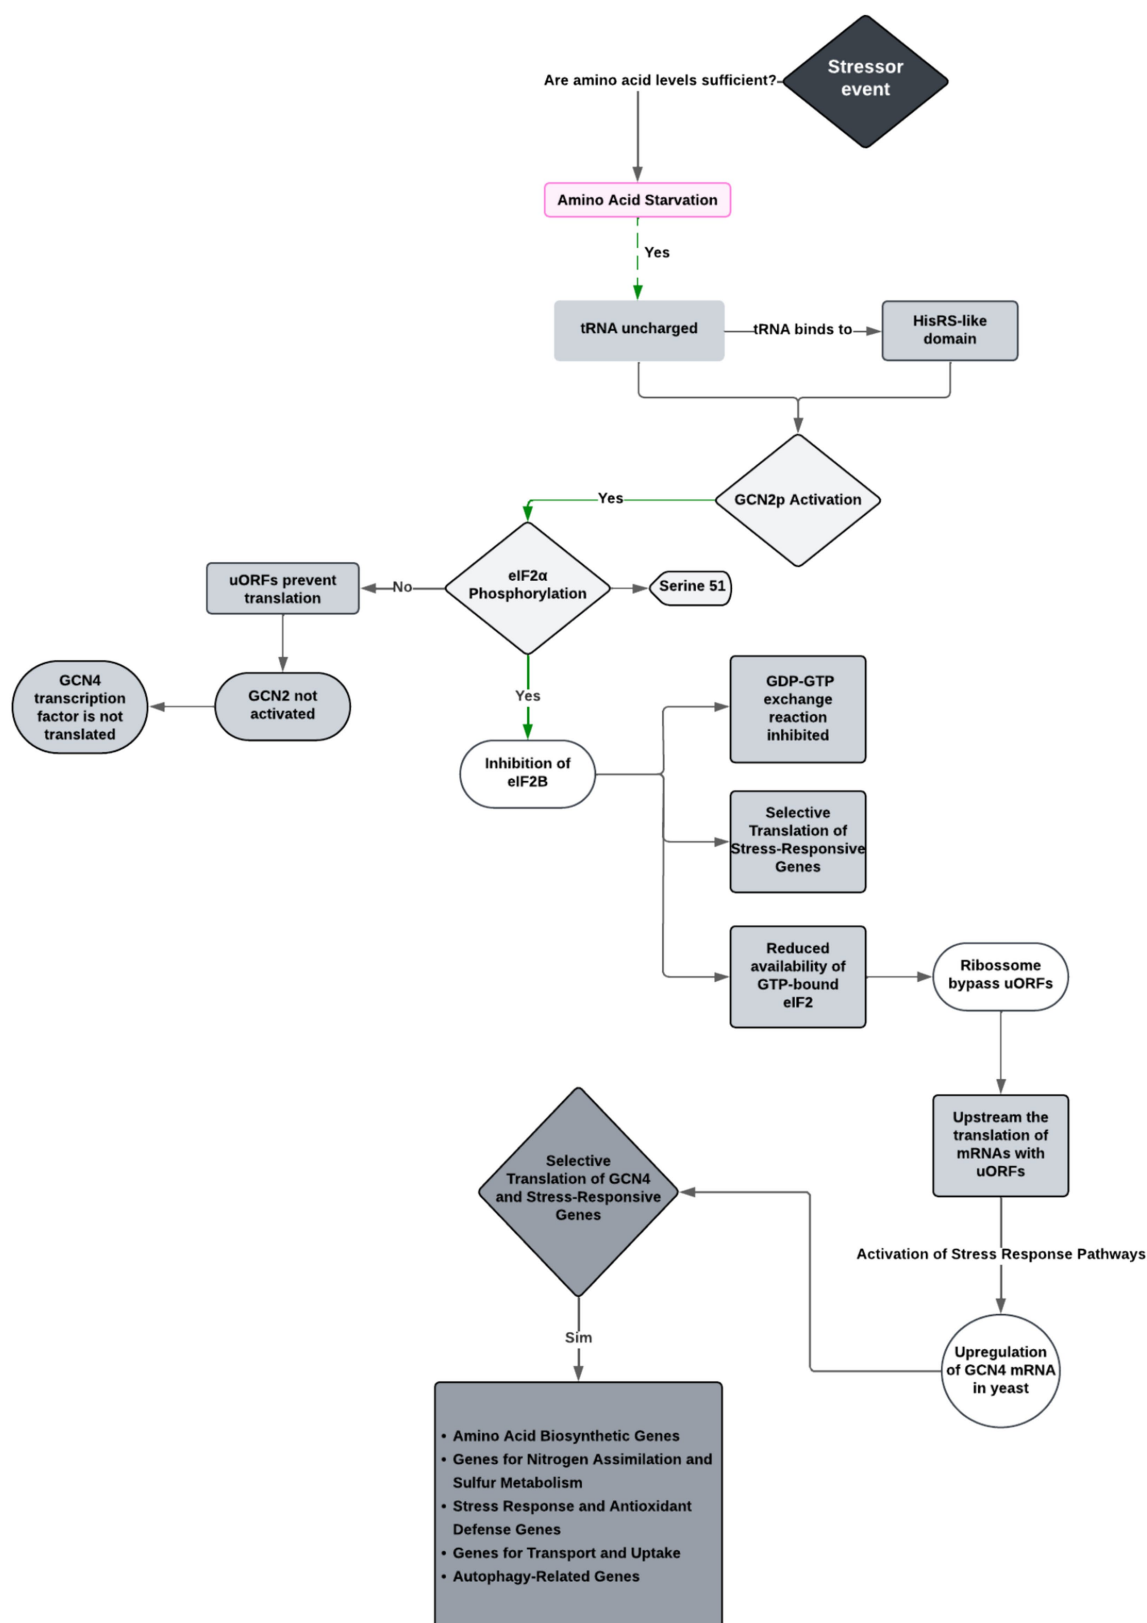 Stressor
event
Are amino acid levels sufficient?
Amino Acid Starvation
Yes
tRNA uncharged
tRNA binds to
HisRS-like
domain
GCN2p Activation
Yes
eIF2α
Phosphorylation
Serine 51
No
uORFs prevent
translation
GCN2 not
activated
GCN4
transcription
factor is not
translated
Yes
Inhibition of
eIF2B
GDP-GTP
exchange
reaction
inhibited
Selective
Translation of
Stress-Responsive
Genes
Reduced
availability of
GTP-bound
eIF2
Ribossome
bypass uORFs
Upstream the
translation of
mRNAs with
uORFs
Activation of Stress Response Pathways
Upregulation
of GCN4 mRNA
in yeast
Selective
Translation of GCN4
and Stress-Responsive
Genes
Sim
• Amino Acid Biosynthetic Genes
• Genes for Nitrogen Assimilation and
Sulfur Metabolism
• Stress Response and Antioxidant
Defense Genes
• Genes for Transport and Uptake
• Autophagy-Related Genes